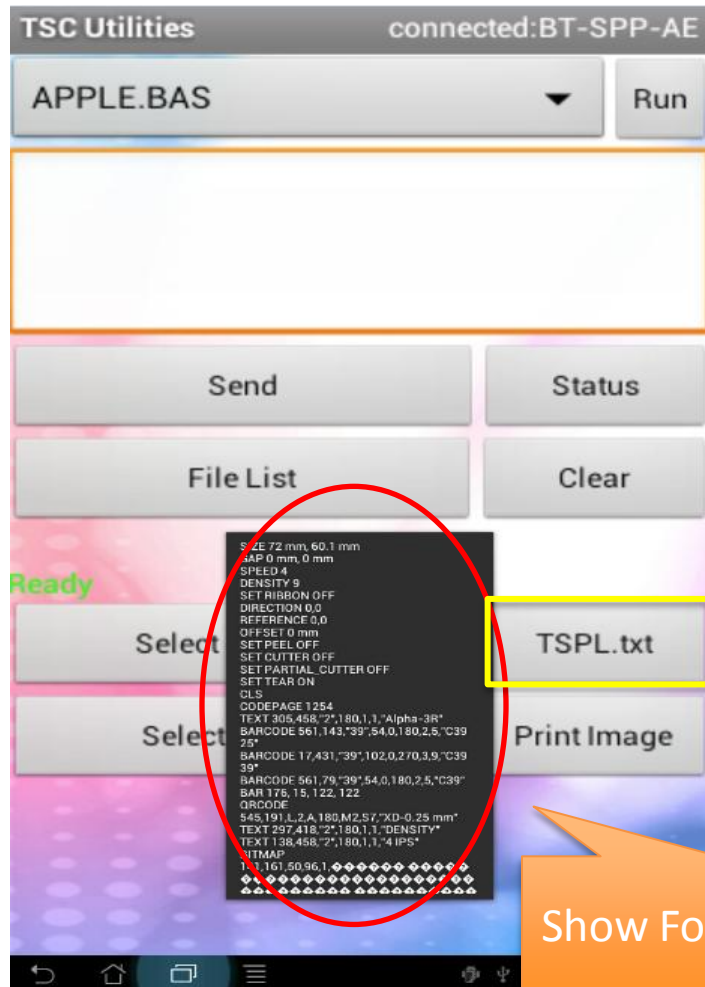 TSC Utilities connected:BT-SPP-AE
APPLE.BAS Run
Send Status
File List Clear
SIZE 72 mm, 60.1 mm
GAP 0 mm, 0 mm
SPEED 4
DENSITY 9
SET RIBBON OFF
DIRECTION 0,0
REFERENCE 0,0
OFFSET 0 mm
SET PEEL OFF
SET CUTTER OFF
SET PARTIAL_CUTTER OFF
SET TEAR ON
CLS
CODEPAGE 1254
TEXT 305,458,"2",180,1,1,"Alpha-3R"
BARCODE 561,143,"39",54,0,180,2,5,"C39
25"
BARCODE 17,431,"39",102,0,270,3,9,"C39
39"
BARCODE 561,79,"39",54,0,180,2,5,"C39"
BAR 175, 15, 122, 122
QRCODE
545,191,L,2,A,180,M2,S7,"XD-0.25 mm"
TEXT 297,418,"2",180,1,1,"DENSITY"
TEXT 138,458,"2",180,1,1,"4 IPS"
BITMAP
141,161,50,96,1,������ �����
�������������������
�������� ����������
Ready
Select TSPL.txt
Select Print Image
Show Fo